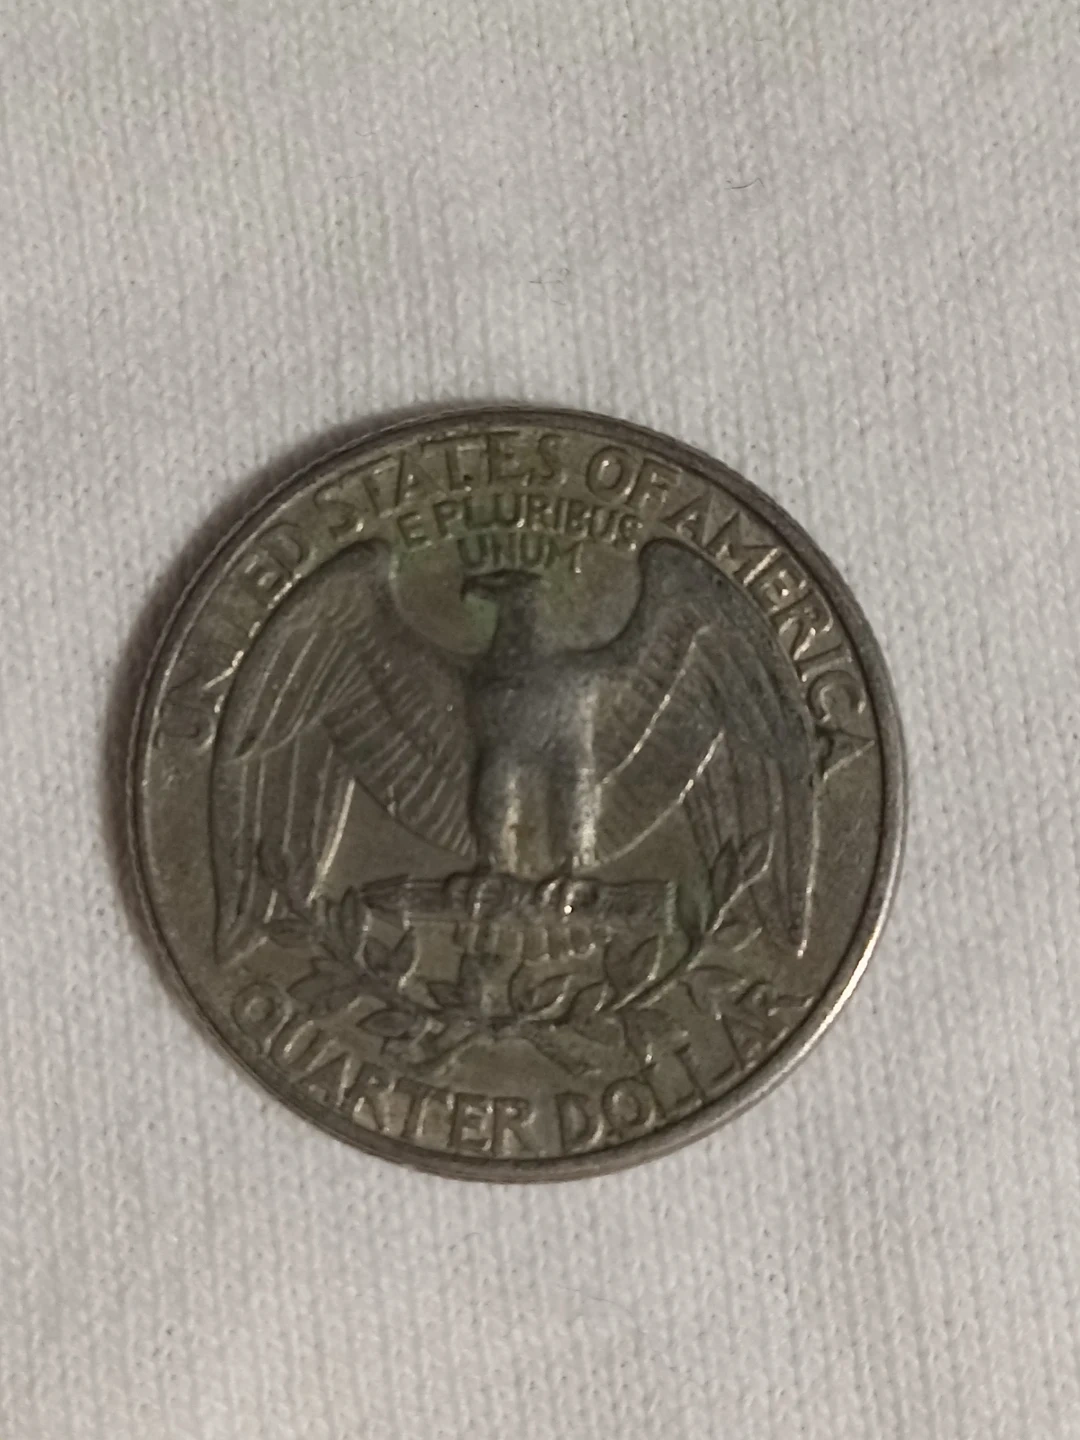 UNITED STATES OF AMERICA
E PLURIBUS
UNUM
QUARTER DOLLAR